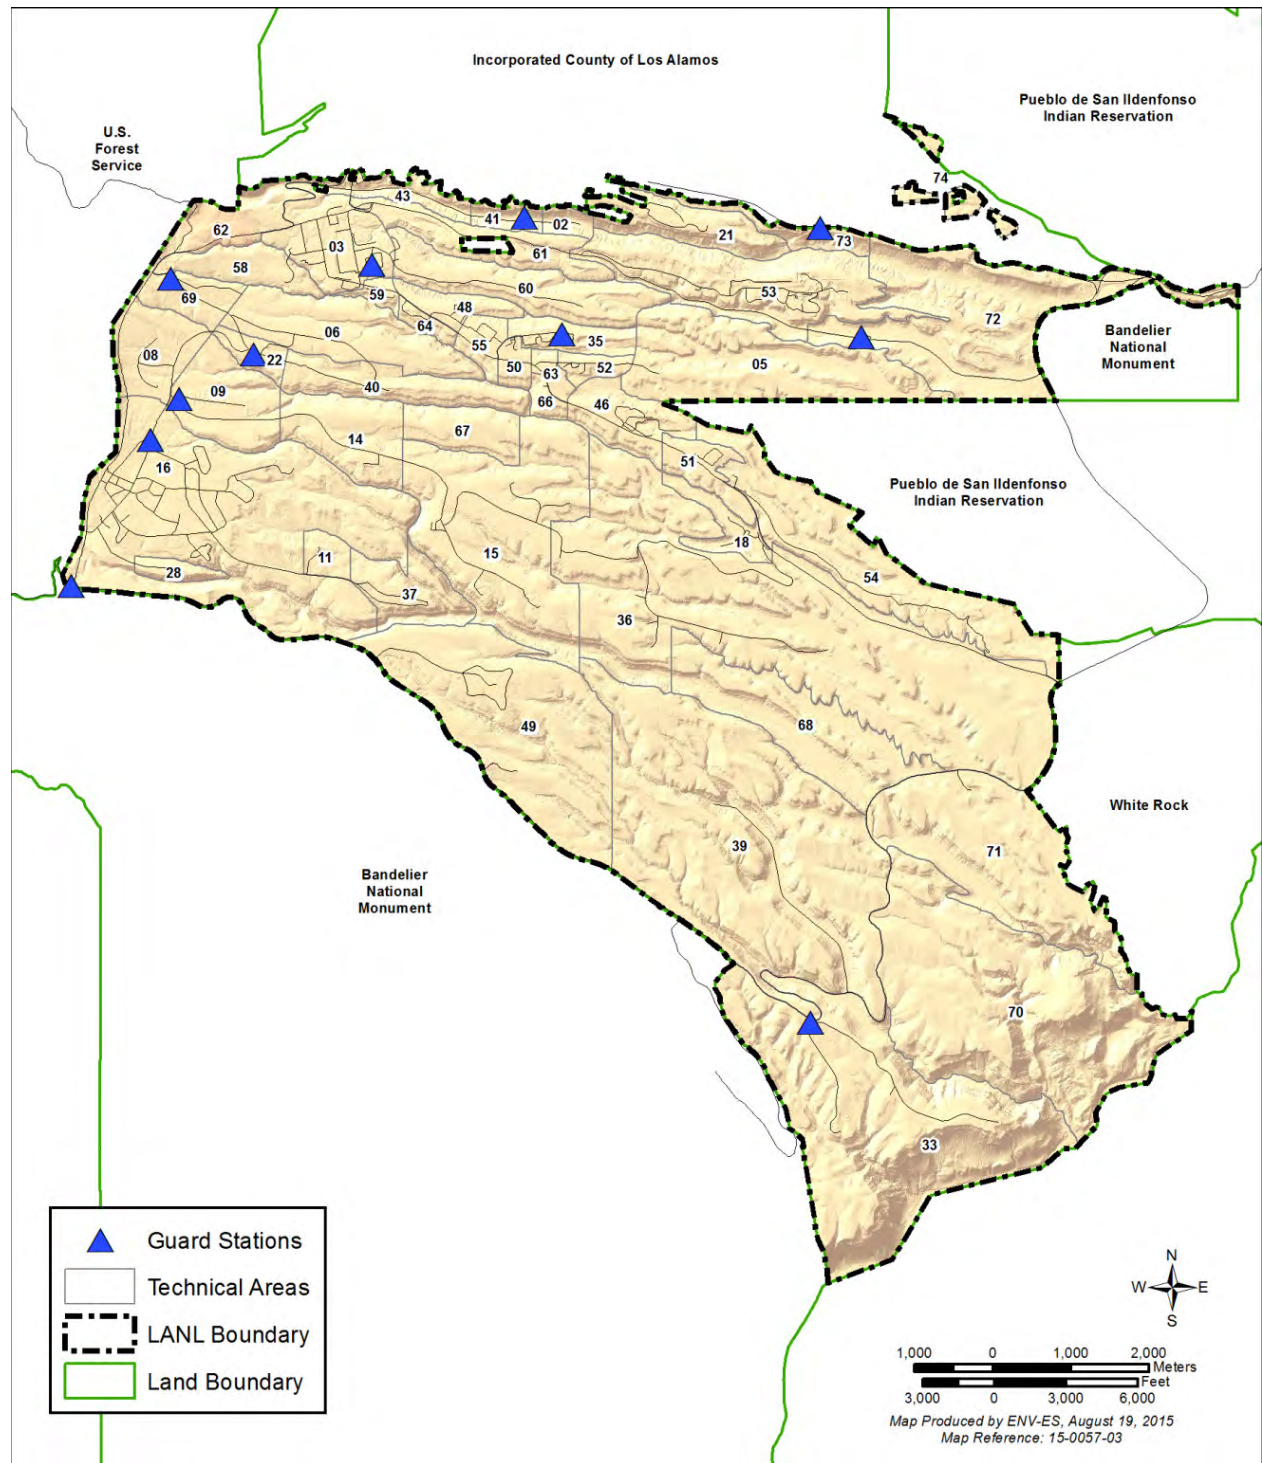 Incorporated County of Los Alamos
Pueblo de San Ildenfonso
Indian Reservation
U.S.
Forest
Service
74
43
41
02
21
73
62
03
61
58
60
53
69
59
48
72
06
64
35
Bandelier
National
Monument
08
22
55
50
52
05
63
09
40
66
46
67
14
16
51
Pueblo de San Ildenfonso
Indian Reservation
18
15
11
28
54
37
36
49
68
White Rock
39
71
Bandelier
National
Monument
70
33
Guard Stations
Technical Areas
LANL Boundary
Land Boundary
N
W E
S
1,000 0 1,000 2,000
Meters
Feet
3,000 0 3,000 6,000
Map Produced by ENV-ES, August 19, 2015
Map Reference: 15-0057-03